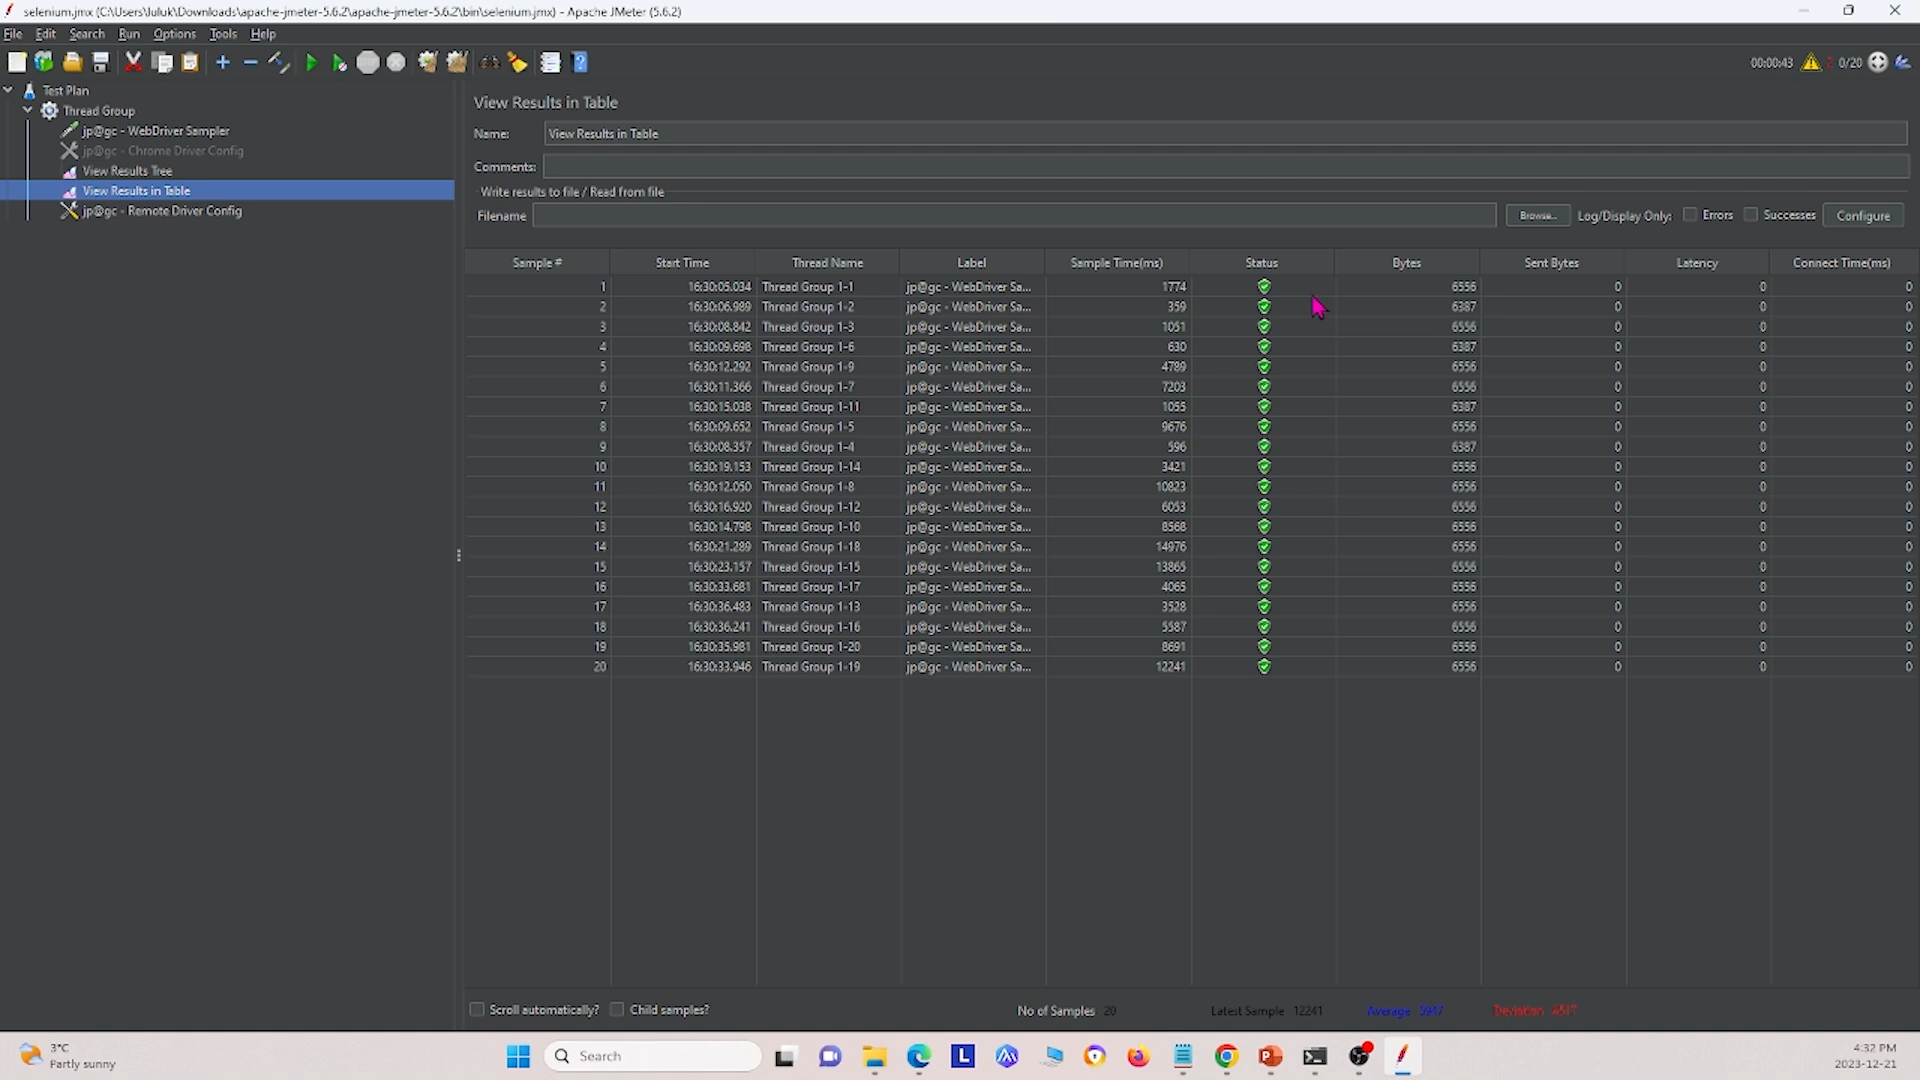 selenium.jmx (C:\Users\luluk\Downloads\apache-jmeter-5.6.2\apache-jmeter-5.6.2\bin\selenium.jmx) - Apache JMeter (5.6.2)
File Edit Search Run Options Tools Help
00:00:43 2 0/20
Test Plan
Thread Group
jp@gc - WebDriver Sampler
jp@gc - Chrome Driver Config
View Results Tree
View Results in Table
jp@gc - Remote Driver Config
View Results in Table
Name: View Results in Table
Comments:
Write results to file / Read from file
Filename Browse... Log/Display Only: Errors Successes Configure
Sample # Start Time Thread Name Label Sample Time(ms) Status Bytes Sent Bytes Latency Connect Time(ms)
1 16:30:05.034 Thread Group 1-1 jp@gc - WebDriver Sa... 1774 6556 0 0 0
2 16:30:06.989 Thread Group 1-2 jp@gc - WebDriver Sa... 359 6387 0 0 0
3 16:30:08.842 Thread Group 1-3 jp@gc - WebDriver Sa... 1051 6556 0 0 0
4 16:30:09.698 Thread Group 1-6 jp@gc - WebDriver Sa... 630 6387 0 0 0
5 16:30:12.292 Thread Group 1-9 jp@gc - WebDriver Sa... 4789 6556 0 0 0
6 16:30:11.366 Thread Group 1-7 jp@gc - WebDriver Sa... 7203 6556 0 0 0
7 16:30:15.038 Thread Group 1-11 jp@gc - WebDriver Sa... 1055 6387 0 0 0
8 16:30:09.652 Thread Group 1-5 jp@gc - WebDriver Sa... 9676 6556 0 0 0
9 16:30:08.357 Thread Group 1-4 jp@gc - WebDriver Sa... 596 6387 0 0 0
10 16:30:19.153 Thread Group 1-14 jp@gc - WebDriver Sa... 3421 6556 0 0 0
11 16:30:12.050 Thread Group 1-8 jp@gc - WebDriver Sa... 10823 6556 0 0 0
12 16:30:16.920 Thread Group 1-12 jp@gc - WebDriver Sa... 6053 6556 0 0 0
13 16:30:14.798 Thread Group 1-10 jp@gc - WebDriver Sa... 8568 6556 0 0 0
14 16:30:21.289 Thread Group 1-18 jp@gc - WebDriver Sa... 14976 6556 0 0 0
15 16:30:23.157 Thread Group 1-15 jp@gc - WebDriver Sa... 13865 6556 0 0 0
16 16:30:33.681 Thread Group 1-17 jp@gc - WebDriver Sa... 4065 6556 0 0 0
17 16:30:36.483 Thread Group 1-13 jp@gc - WebDriver Sa... 3528 6556 0 0 0
18 16:30:36.241 Thread Group 1-16 jp@gc - WebDriver Sa... 5587 6556 0 0 0
19 16:30:35.981 Thread Group 1-20 jp@gc - WebDriver Sa... 8691 6556 0 0 0
20 16:30:33.946 Thread Group 1-19 jp@gc - WebDriver Sa... 12241 6556 0 0 0
Scroll automatically? Child samples? No of Samples 20 Latest Sample 12241 Average Deviation
3°C
Partly sunny
Search
4:32 PM
2023-12-21